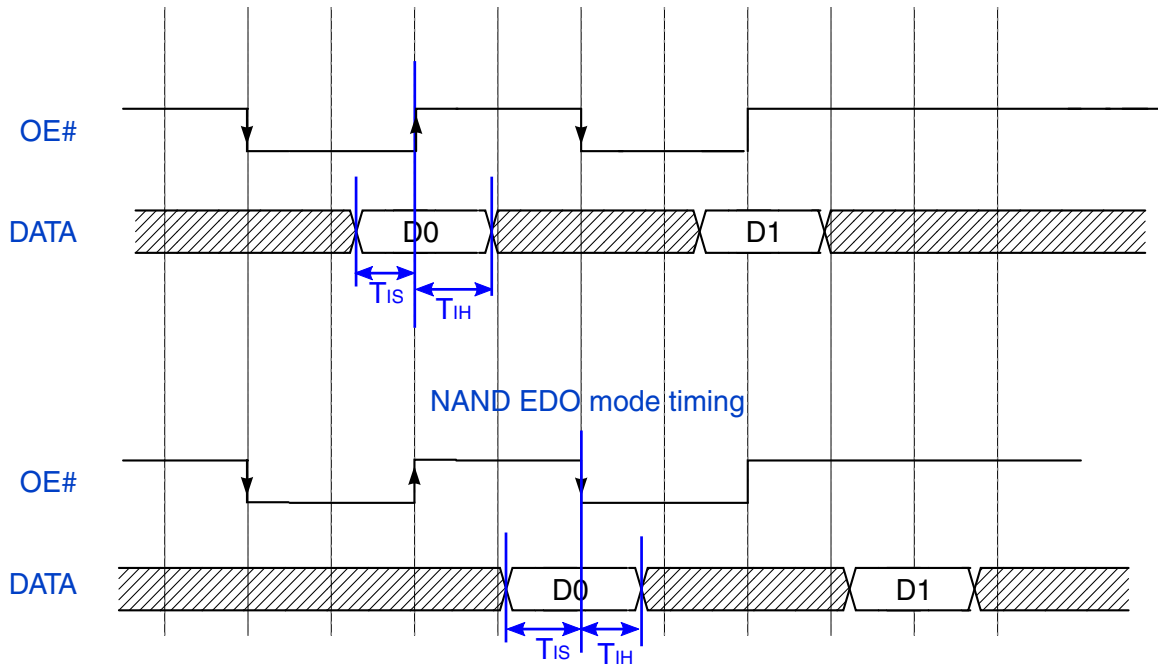 OE#
DATA
D0
D1
TIS
TIH
NAND EDO mode timing
OE#
DATA
D0
D1
TIS
TIH